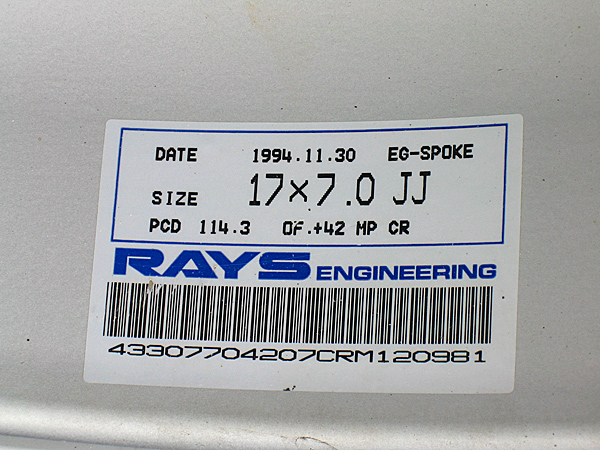 DATE 1994.11.30 EG-SPOKE
SIZE 17×7.0 JJ
PCD 114.3 OF.+42 MP CR
RAYS ENGINEERING
43307704207CRM120981